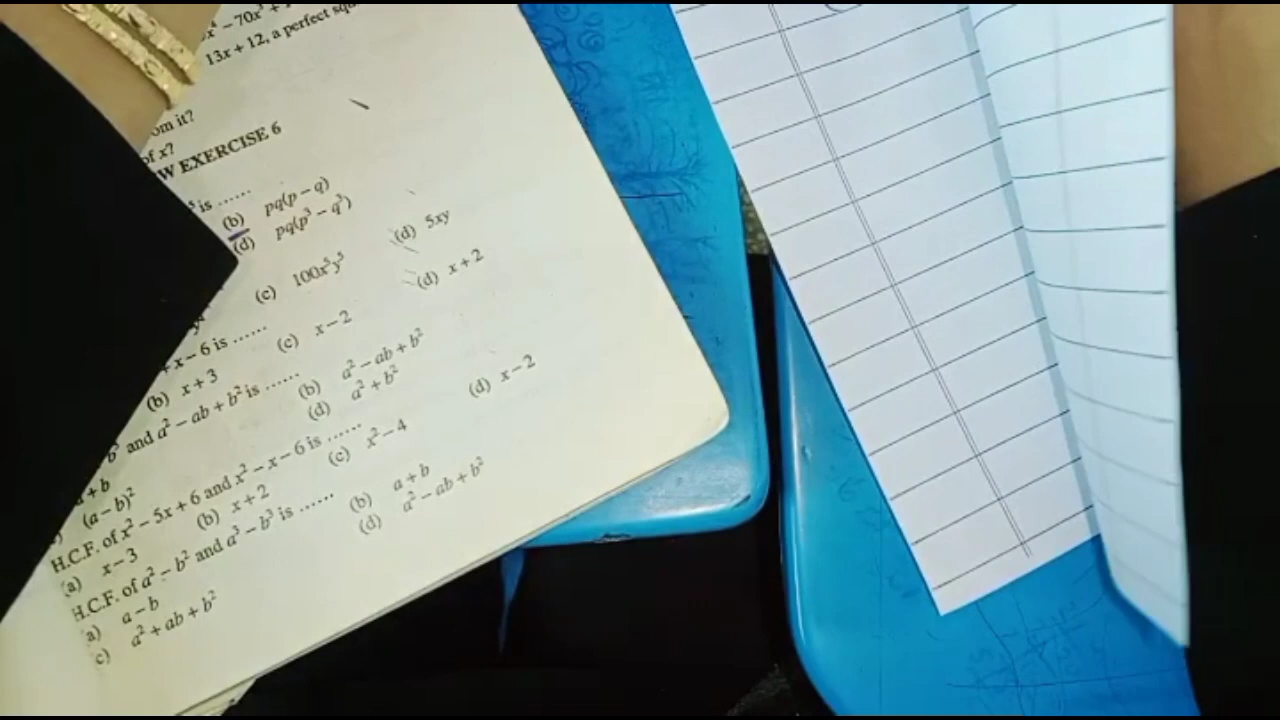 x⁴ − 70x³ +
13x + 12, a perfect squ
om it?
of x?
W EXERCISE 6
⁵ is ......
(b) pq(p − q)
(d) pq(p³ − q³)
(c) 100x⁵y⁵ (d) 5xy
+ x − 6 is ......
(b) x + 3 (c) x − 2 (d) x + 2
b³ and a² − ab + b² is ......
a + b (b) a² − ab + b²
(a − b)² (d) a² + b²
H.C.F. of x² − 5x + 6 and x² − x − 6 is ......
(a) x − 3 (b) x + 2 (c) x² − 4 (d) x − 2
H.C.F. of a² − b² and a³ − b³ is ......
a) a − b (b) a + b
c) a² + ab + b² (d) a² − ab + b²